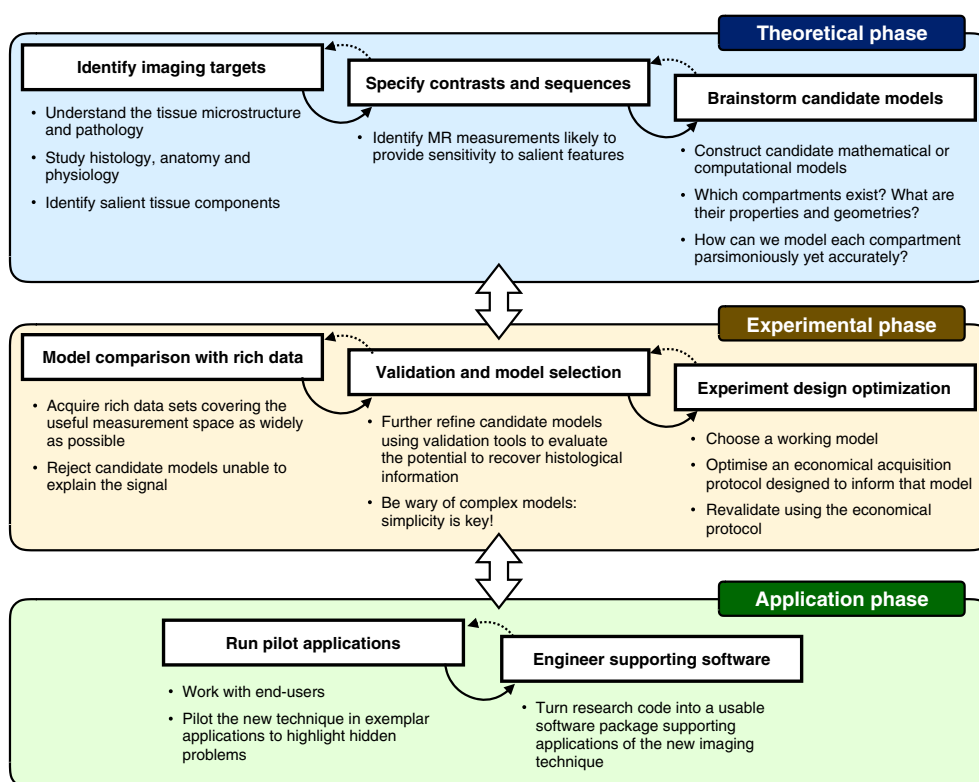 Theoretical phase
Identify imaging targets
• Understand the tissue microstructure
and pathology
• Study histology, anatomy and
physiology
• Identify salient tissue components
Specify contrasts and sequences
• Identify MR measurements likely to
provide sensitivity to salient features
Brainstorm candidate models
• Construct candidate mathematical or
computational models
• Which compartments exist? What are
their properties and geometries?
• How can we model each compartment
parsimoniously yet accurately?
Experimental phase
Model comparison with rich data
• Acquire rich data sets covering the
useful measurement space as widely
as possible
• Reject candidate models unable to
explain the signal
Validation and model selection
• Further refine candidate models
using validation tools to evaluate
the potential to recover histological
information
• Be wary of complex models:
simplicity is key!
Experiment design optimization
• Choose a working model
• Optimise an economical acquisition
protocol designed to inform that model
• Revalidate using the economical
protocol
Application phase
Run pilot applications
• Work with end-users
• Pilot the new technique in exemplar
applications to highlight hidden
problems
Engineer supporting software
• Turn research code into a usable
software package supporting
applications of the new imaging
technique